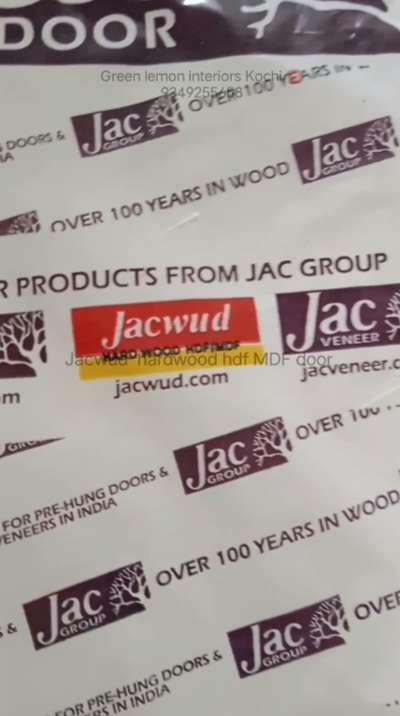 DOOR
Green lemon Interiors Kochi
OVER 100 YEARS IN
DOORS &
Jac
GROUP
OVER 100 YEARS IN WOOD
Jac
GROUP
PRODUCTS FROM JAC GROUP
Jacwud
HARD WOOD HDF/MDF
jacwud.com
Jac
VENEER
jacveneer.c
Jacwud hardwood hdf MDF door
Jac
GROUP
OVER 100
FOR PRE-HUNG DOORS &
VENEERS IN INDIA
Jac
GROUP
OVER 100 YEARS IN WOOD
&
Jac
GROUP
OVER
FOR PRE-HUNG DOORS &
RS IN INDIA